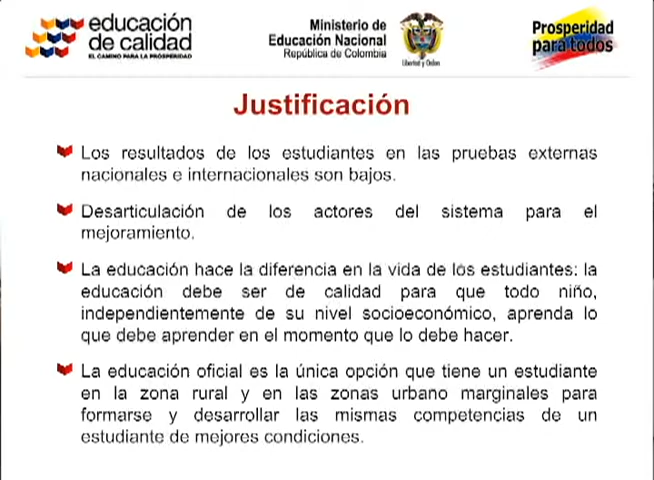 educación
de calidad
EL CAMINO PARA LA PROSPERIDAD
Ministerio de
Educación Nacional
República de Colombia
Libertad y Orden
Prosperidad
para todos
Justificación
Los resultados de los estudiantes en las pruebas externas
nacionales e internacionales son bajos.
Desarticulación de los actores del sistema para el
mejoramiento.
La educación hace la diferencia en la vida de los estudiantes: la
educación debe ser de calidad para que todo niño,
independientemente de su nivel socioeconómico, aprenda lo
que debe aprender en el momento que lo debe hacer.
La educación oficial es la única opción que tiene un estudiante
en la zona rural y en las zonas urbano marginales para
formarse y desarrollar las mismas competencias de un
estudiante de mejores condiciones.